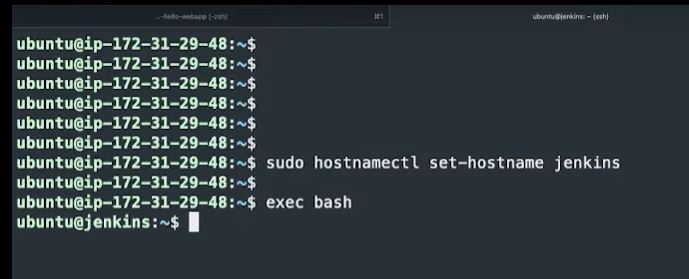 ..-hello-webapp (-zsh) ⌘1 ubuntu@jenkins: ~ (ssh)
ubuntu@ip-172-31-29-48:~$
ubuntu@ip-172-31-29-48:~$
ubuntu@ip-172-31-29-48:~$
ubuntu@ip-172-31-29-48:~$
ubuntu@ip-172-31-29-48:~$
ubuntu@ip-172-31-29-48:~$
ubuntu@ip-172-31-29-48:~$ sudo hostnamectl set-hostname jenkins
ubuntu@ip-172-31-29-48:~$
ubuntu@ip-172-31-29-48:~$ exec bash
ubuntu@jenkins:~$